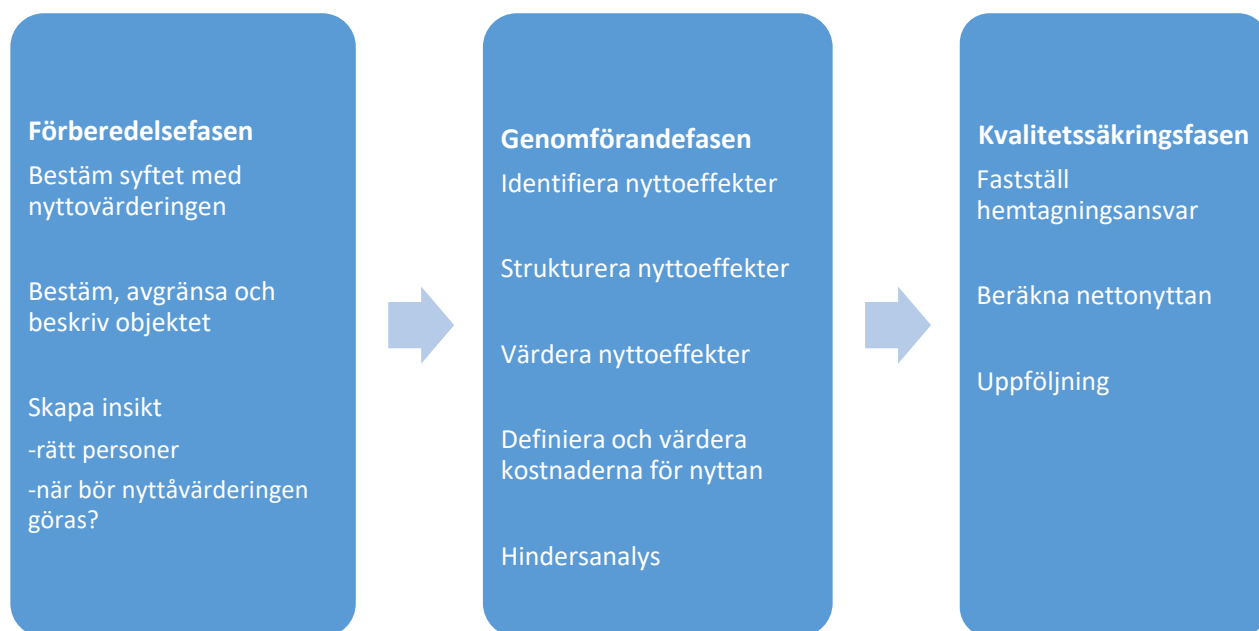 Förberedelsefasen
Bestäm syftet med
nyttovärderingen
Bestäm, avgränsa och
beskriv objektet
Skapa insikt
-rätt personer
-när bör nyttåvärderingen
göras?
Genomförandefasen
Identifiera nyttoeffekter
Strukturera nyttoeffekter
Värdera nyttoeffekter
Definiera och värdera
kostnaderna för nyttan
Hindersanalys
Kvalitetssäkringsfasen
Fastställ
hemtagningsansvar
Beräkna nettonyttan
Uppföljning